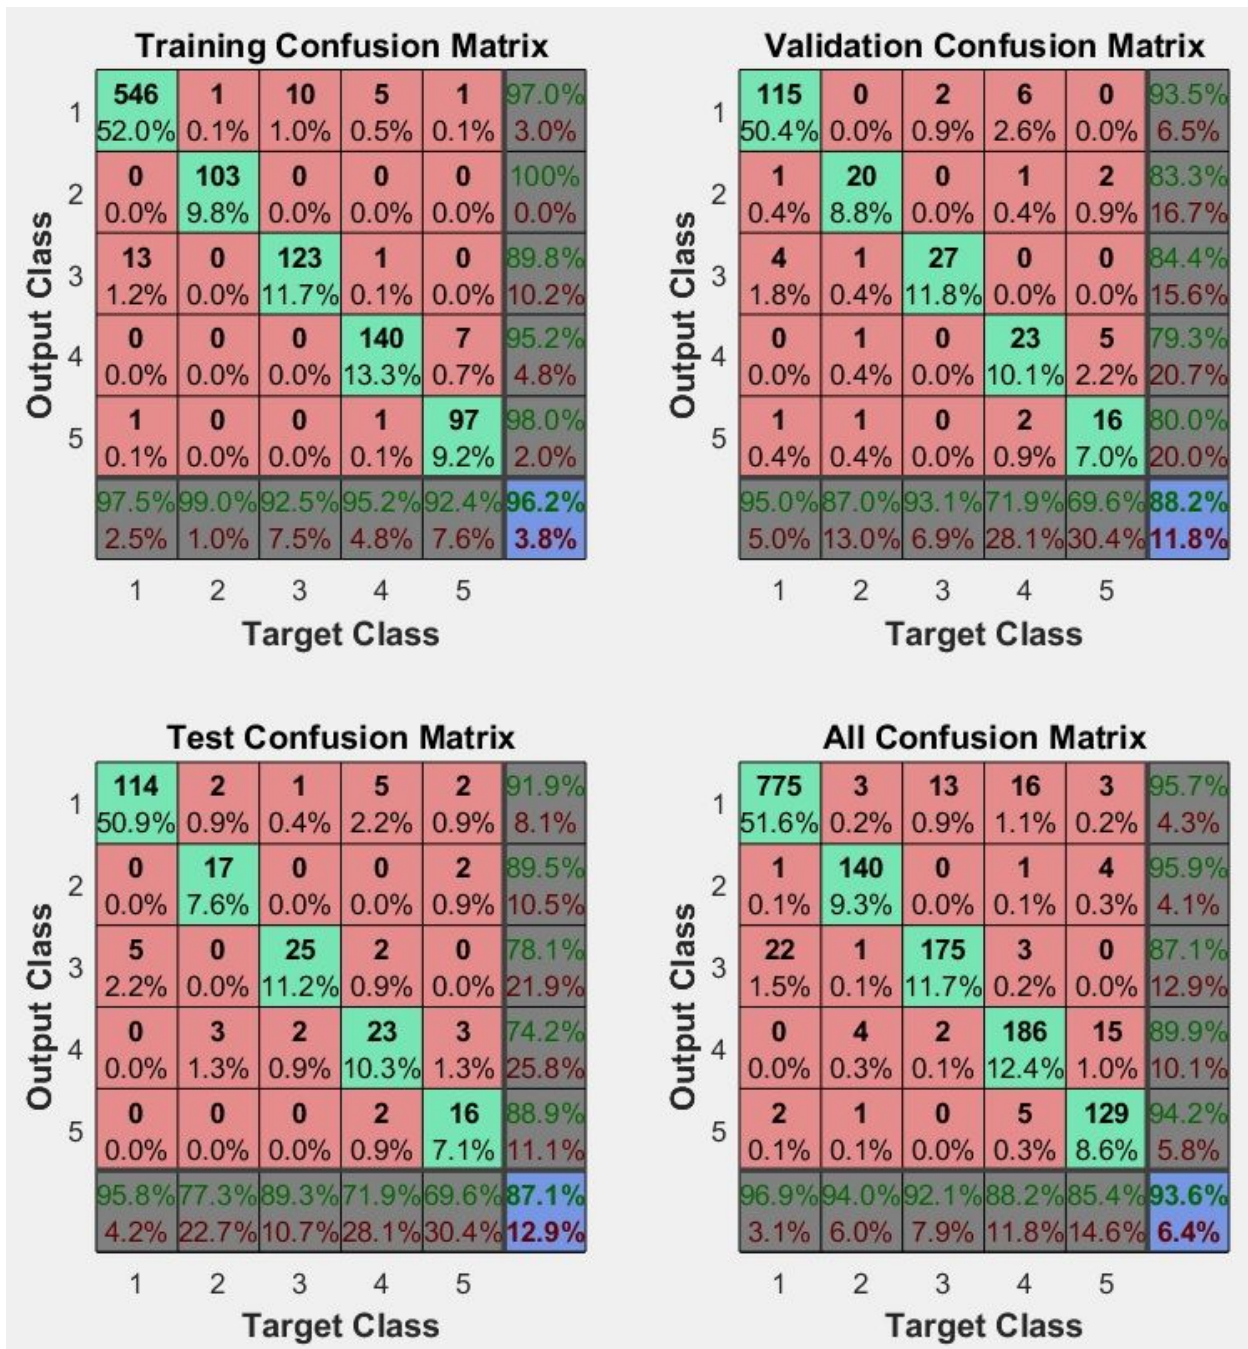 Training Confusion Matrix
Output Class
1 546 1 10 5 1 97.0%
52.0% 0.1% 1.0% 0.5% 0.1% 3.0%
2 0 103 0 0 0 100%
0.0% 9.8% 0.0% 0.0% 0.0% 0.0%
3 13 0 123 1 0 89.8%
1.2% 0.0% 11.7% 0.1% 0.0% 10.2%
4 0 0 0 140 7 95.2%
0.0% 0.0% 0.0% 13.3% 0.7% 4.8%
5 1 0 0 1 97 98.0%
0.1% 0.0% 0.0% 0.1% 9.2% 2.0%
97.5% 99.0% 92.5% 95.2% 92.4% 96.2%
2.5% 1.0% 7.5% 4.8% 7.6% 3.8%
1 2 3 4 5
Target Class
Validation Confusion Matrix
Output Class
1 115 0 2 6 0 93.5%
50.4% 0.0% 0.9% 2.6% 0.0% 6.5%
2 1 20 0 1 2 83.3%
0.4% 8.8% 0.0% 0.4% 0.9% 16.7%
3 4 1 27 0 0 84.4%
1.8% 0.4% 11.8% 0.0% 0.0% 15.6%
4 0 1 0 23 5 79.3%
0.0% 0.4% 0.0% 10.1% 2.2% 20.7%
5 1 1 0 2 16 80.0%
0.4% 0.4% 0.0% 0.9% 7.0% 20.0%
95.0% 87.0% 93.1% 71.9% 69.6% 88.2%
5.0% 13.0% 6.9% 28.1% 30.4% 11.8%
1 2 3 4 5
Target Class
Test Confusion Matrix
Output Class
1 114 2 1 5 2 91.9%
50.9% 0.9% 0.4% 2.2% 0.9% 8.1%
2 0 17 0 0 2 89.5%
0.0% 7.6% 0.0% 0.0% 0.9% 10.5%
3 5 0 25 2 0 78.1%
2.2% 0.0% 11.2% 0.9% 0.0% 21.9%
4 0 3 2 23 3 74.2%
0.0% 1.3% 0.9% 10.3% 1.3% 25.8%
5 0 0 0 2 16 88.9%
0.0% 0.0% 0.0% 0.9% 7.1% 11.1%
95.8% 77.3% 89.3% 71.9% 69.6% 87.1%
4.2% 22.7% 10.7% 28.1% 30.4% 12.9%
1 2 3 4 5
Target Class
All Confusion Matrix
Output Class
1 775 3 13 16 3 95.7%
51.6% 0.2% 0.9% 1.1% 0.2% 4.3%
2 1 140 0 1 4 95.9%
0.1% 9.3% 0.0% 0.1% 0.3% 4.1%
3 22 1 175 3 0 87.1%
1.5% 0.1% 11.7% 0.2% 0.0% 12.9%
4 0 4 2 186 15 89.9%
0.0% 0.3% 0.1% 12.4% 1.0% 10.1%
5 2 1 0 5 129 94.2%
0.1% 0.1% 0.0% 0.3% 8.6% 5.8%
96.9% 94.0% 92.1% 88.2% 85.4% 93.6%
3.1% 6.0% 7.9% 11.8% 14.6% 6.4%
1 2 3 4 5
Target Class